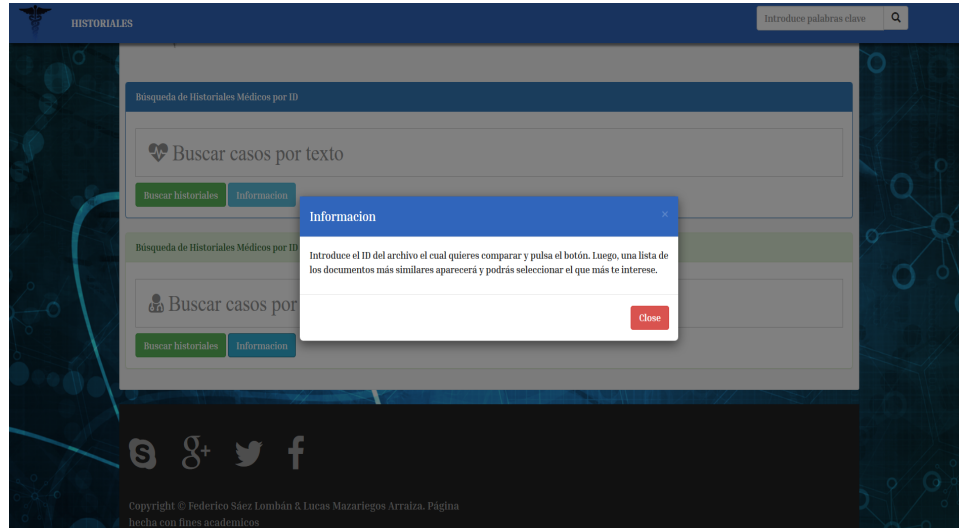 HISTORIALES
Introduce palabras clave
Búsqueda de Historiales Médicos por ID
Buscar casos por texto
Buscar historiales
Informacion
Informacion
×
Introduce el ID del archivo el cual quieres comparar y pulsa el botón. Luego, una lista de
los documentos más similares aparecerá y podrás seleccionar el que más te interese.
Close
Búsqueda de Historiales Médicos por ID
Buscar casos por
Buscar historiales
Informacion
Copyright © Federico Sáez Lombán & Lucas Mazariegos Arraiza. Página
hecha con fines academicos